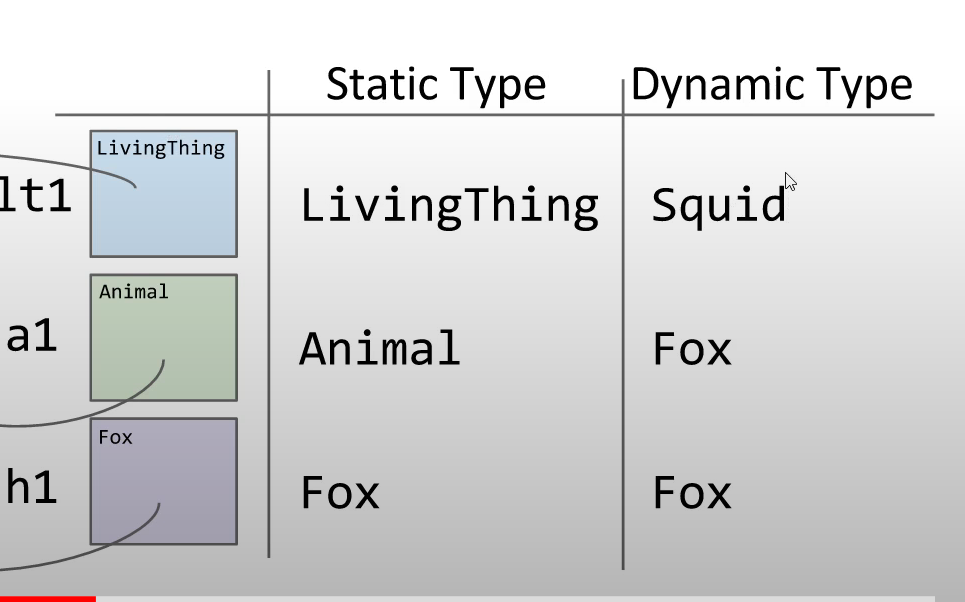 Static Type Dynamic Type
LivingThing
lt1 LivingThing Squid
Animal
a1 Animal Fox
Fox
h1 Fox Fox